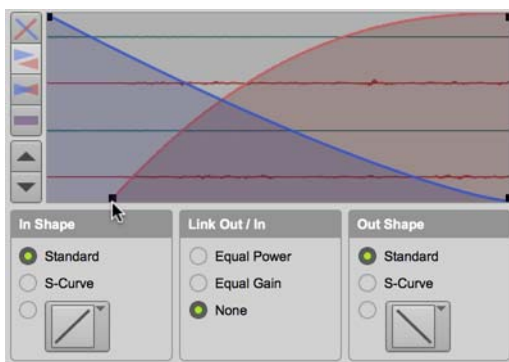 In Shape
Standard
S-Curve
Link Out / In
Equal Power
Equal Gain
None
Out Shape
Standard
S-Curve